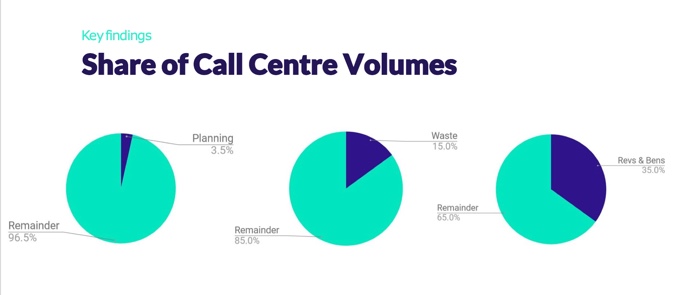 Key findings
Share of Call Centre Volumes
Planning
3.5%
Remainder
96.5%
Waste
15.0%
Remainder
85.0%
Revs & Bens
35.0%
Remainder
65.0%